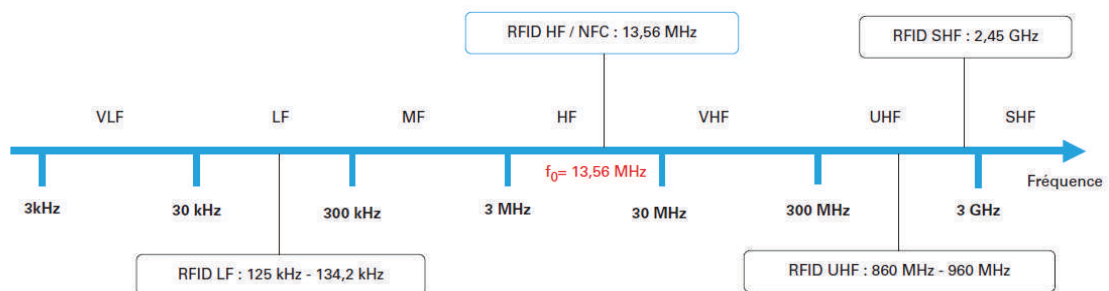 RFID HF / NFC : 13,56 MHz
RFID SHF : 2,45 GHz
VLF LF MF HF VHF UHF SHF
f0= 13,56 MHz
Fréquence
3kHz 30 kHz 300 kHz 3 MHz 30 MHz 300 MHz 3 GHz
RFID LF : 125 kHz - 134,2 kHz
RFID UHF : 860 MHz - 960 MHz